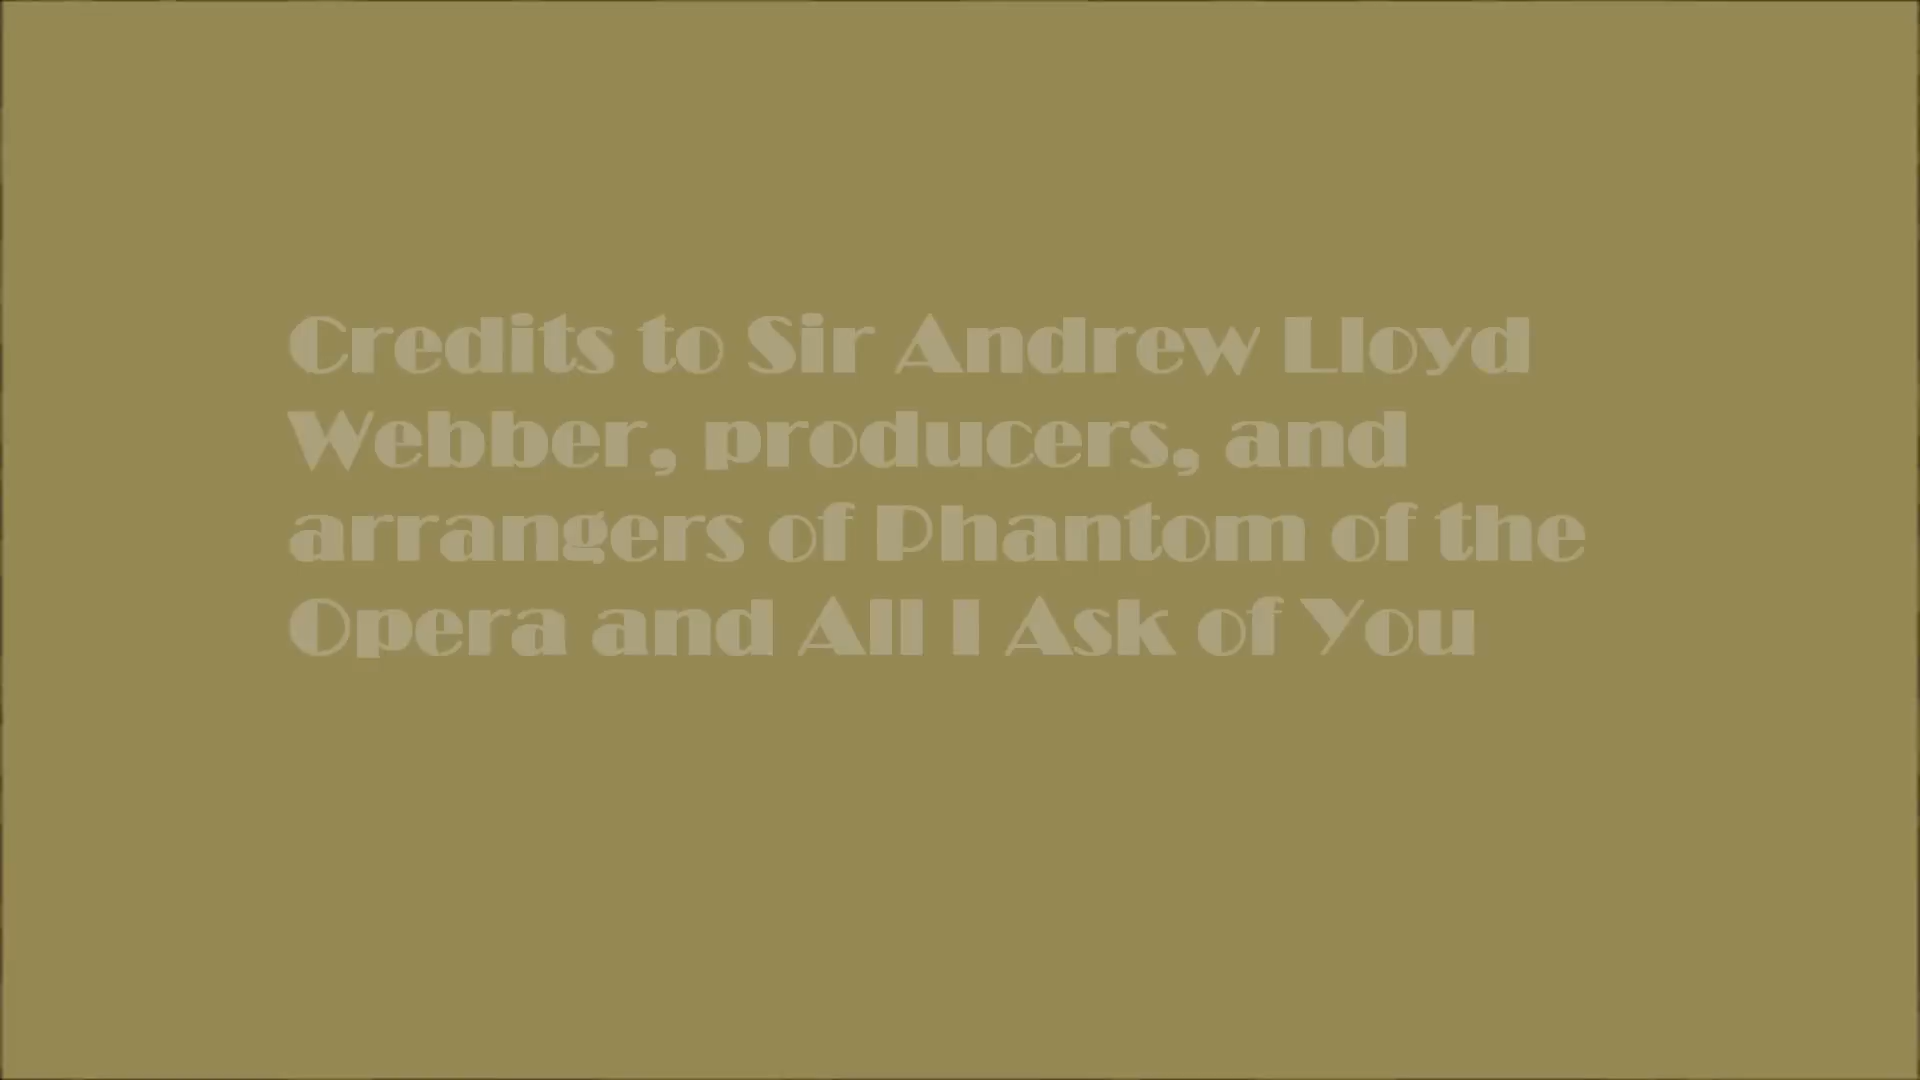 Credits to Sir Andrew Lloyd
Webber, producers, and
arrangers of Phantom of the
Opera and All I Ask of You